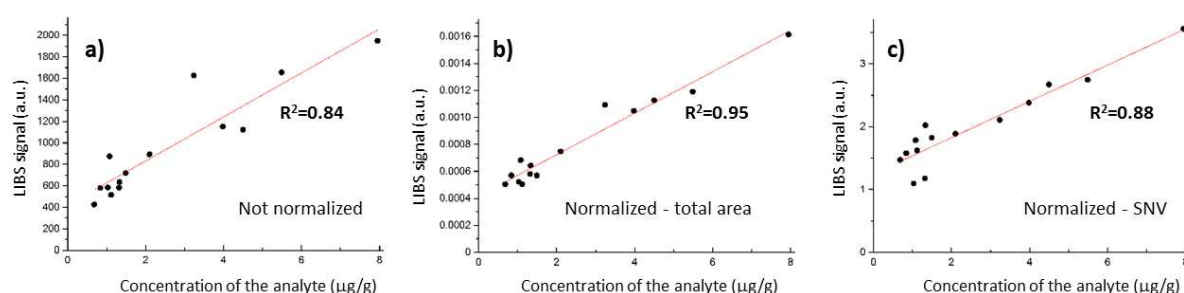 a)
LIBS signal (a.u.)
2000
1800
1600
1400
1200
1000
800
600
400
200
0
R²=0.84
Not normalized
0 2 4 6 8
Concentration of the analyte (µg/g)
b)
LIBS signal (a.u.)
0.0016
0.0014
0.0012
0.0010
0.0008
0.0006
0.0004
0.0002
0
R²=0.95
Normalized - total area
0 2 4 6 8
Concentration of the analyte (µg/g)
c)
LIBS signal (a.u.)
3
2
1
0
R²=0.88
Normalized - SNV
0 2 4 6 8
Concentration of the analyte (µg/g)